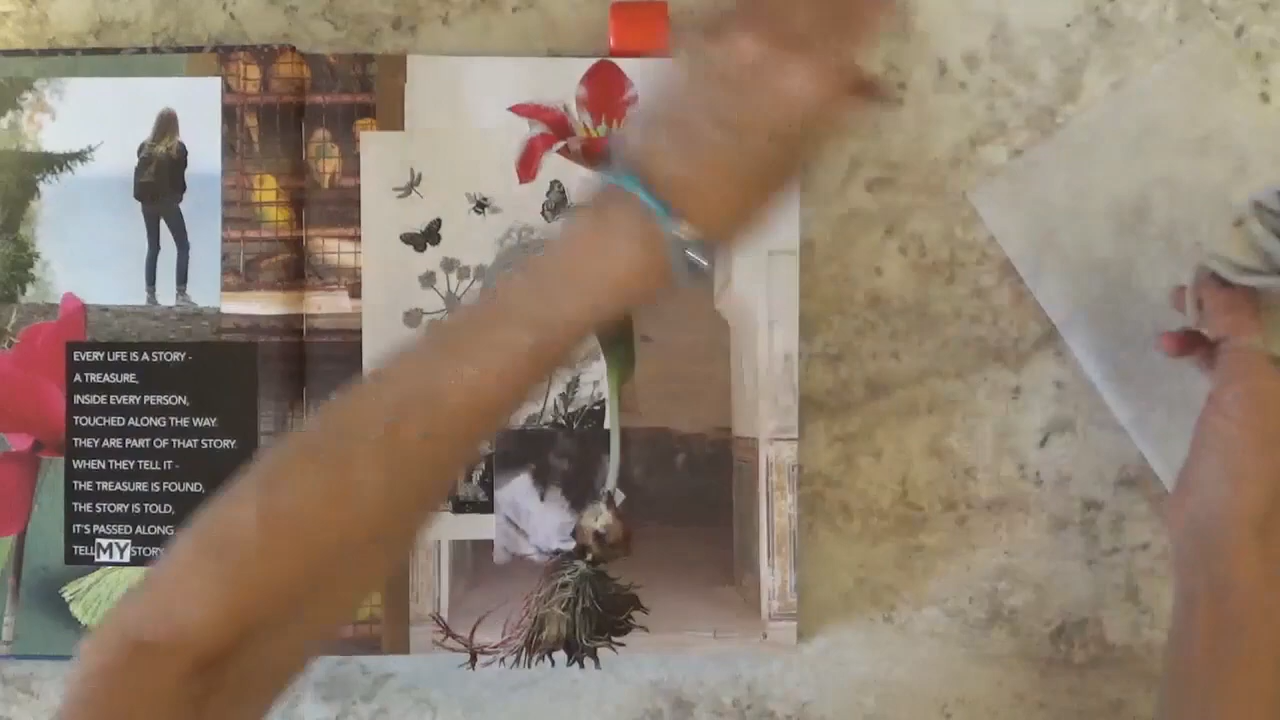 EVERY LIFE IS A STORY -
A TREASURE,
INSIDE EVERY PERSON,
TOUCHED ALONG THE WAY.
THEY ARE PART OF THAT STORY.
WHEN THEY TELL IT -
THE TREASURE IS FOUND,
THE STORY IS TOLD,
IT'S PASSED ALONG
TELL MY STORY